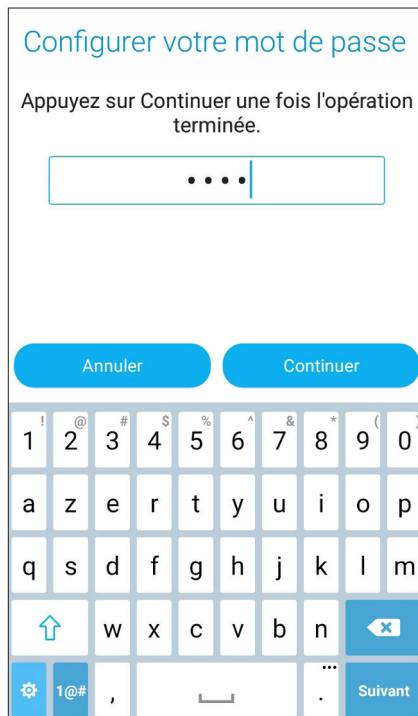 Configurer votre mot de passe
Appuyez sur Continuer une fois l'opération
terminée.
••••
Annuler Continuer
! @ # $ % ^ & * ( )
1 2 3 4 5 6 7 8 9 0
a z e r t y u i o p
q s d f g h j k l m
w x c v b n
1@# , ... . Suivant